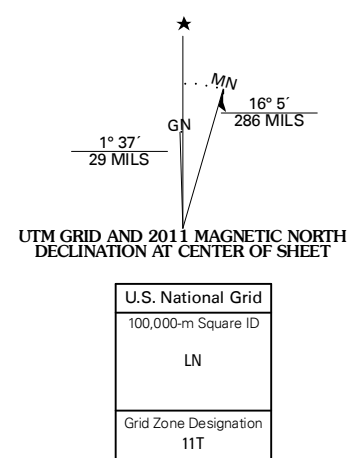 ★
MN
16° 5´
286 MILS
GN
1° 37´
29 MILS
UTM GRID AND 2011 MAGNETIC NORTH
DECLINATION AT CENTER OF SHEET
U.S. National Grid
100,000-m Square ID
LN
Grid Zone Designation
11T